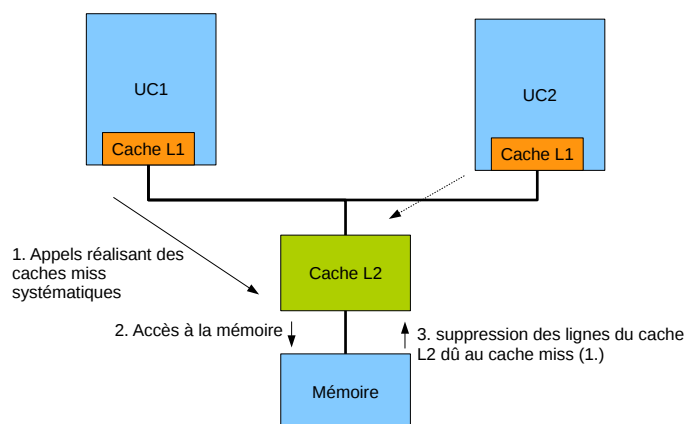 UC1
UC2
Cache L1
Cache L1
1. Appels réalisant des
caches miss
systématiques
Cache L2
2. Accès à la mémoire
3. suppression des lignes du cache
L2 dû au cache miss (1.)
Mémoire